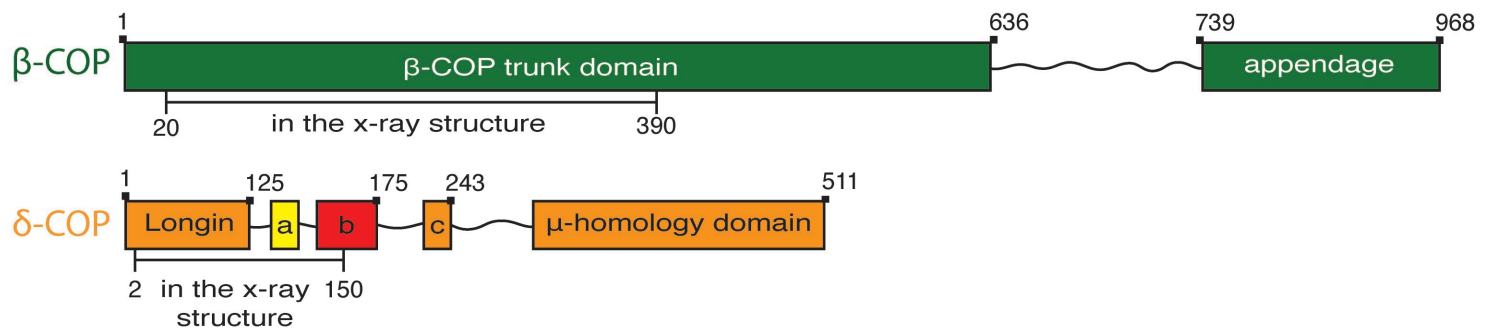 1 636 739 968
β-COP β-COP trunk domain appendage
20 in the x-ray structure 390
1 125 175 243 511
δ-COP Longin a b c μ-homology domain
2 in the x-ray 150
structure